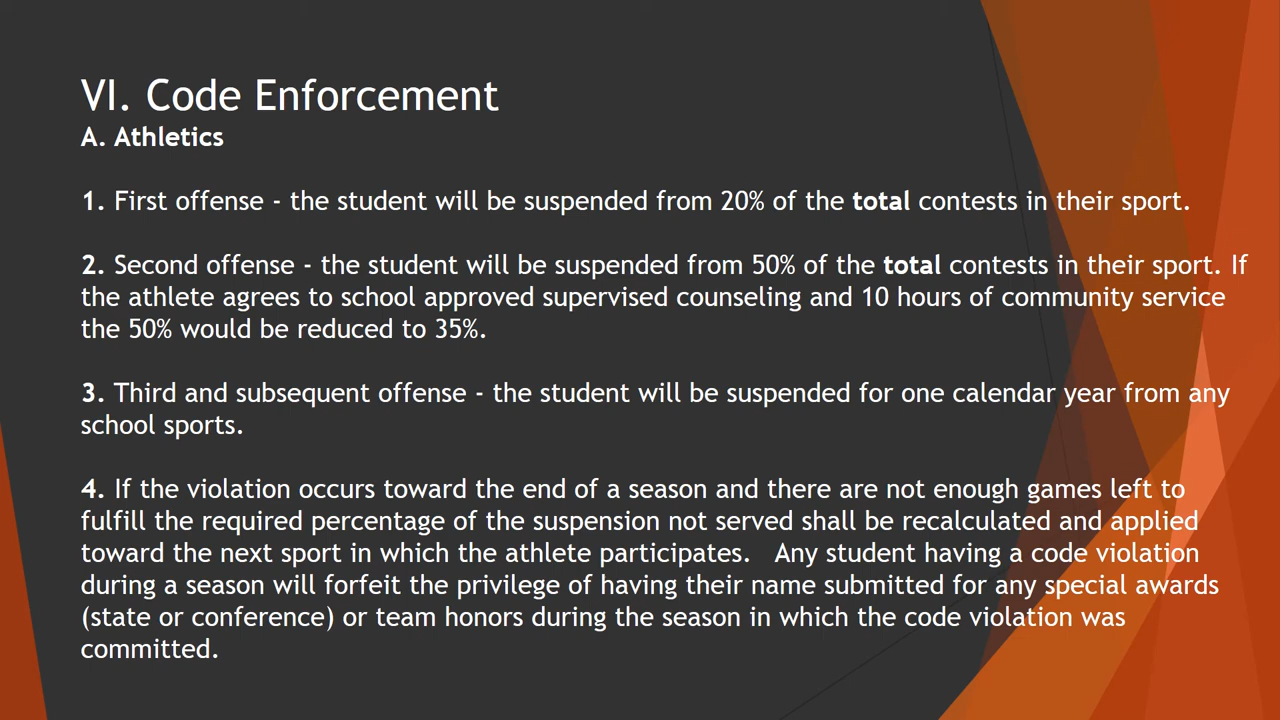 VI. Code Enforcement
A. Athletics
1. First offense - the student will be suspended from 20% of the total contests in their sport.
2. Second offense - the student will be suspended from 50% of the total contests in their sport. If
the athlete agrees to school approved supervised counseling and 10 hours of community service
the 50% would be reduced to 35%.
3. Third and subsequent offense - the student will be suspended for one calendar year from any
school sports.
4. If the violation occurs toward the end of a season and there are not enough games left to
fulfill the required percentage of the suspension not served shall be recalculated and applied
toward the next sport in which the athlete participates.   Any student having a code violation
during a season will forfeit the privilege of having their name submitted for any special awards
(state or conference) or team honors during the season in which the code violation was
committed.